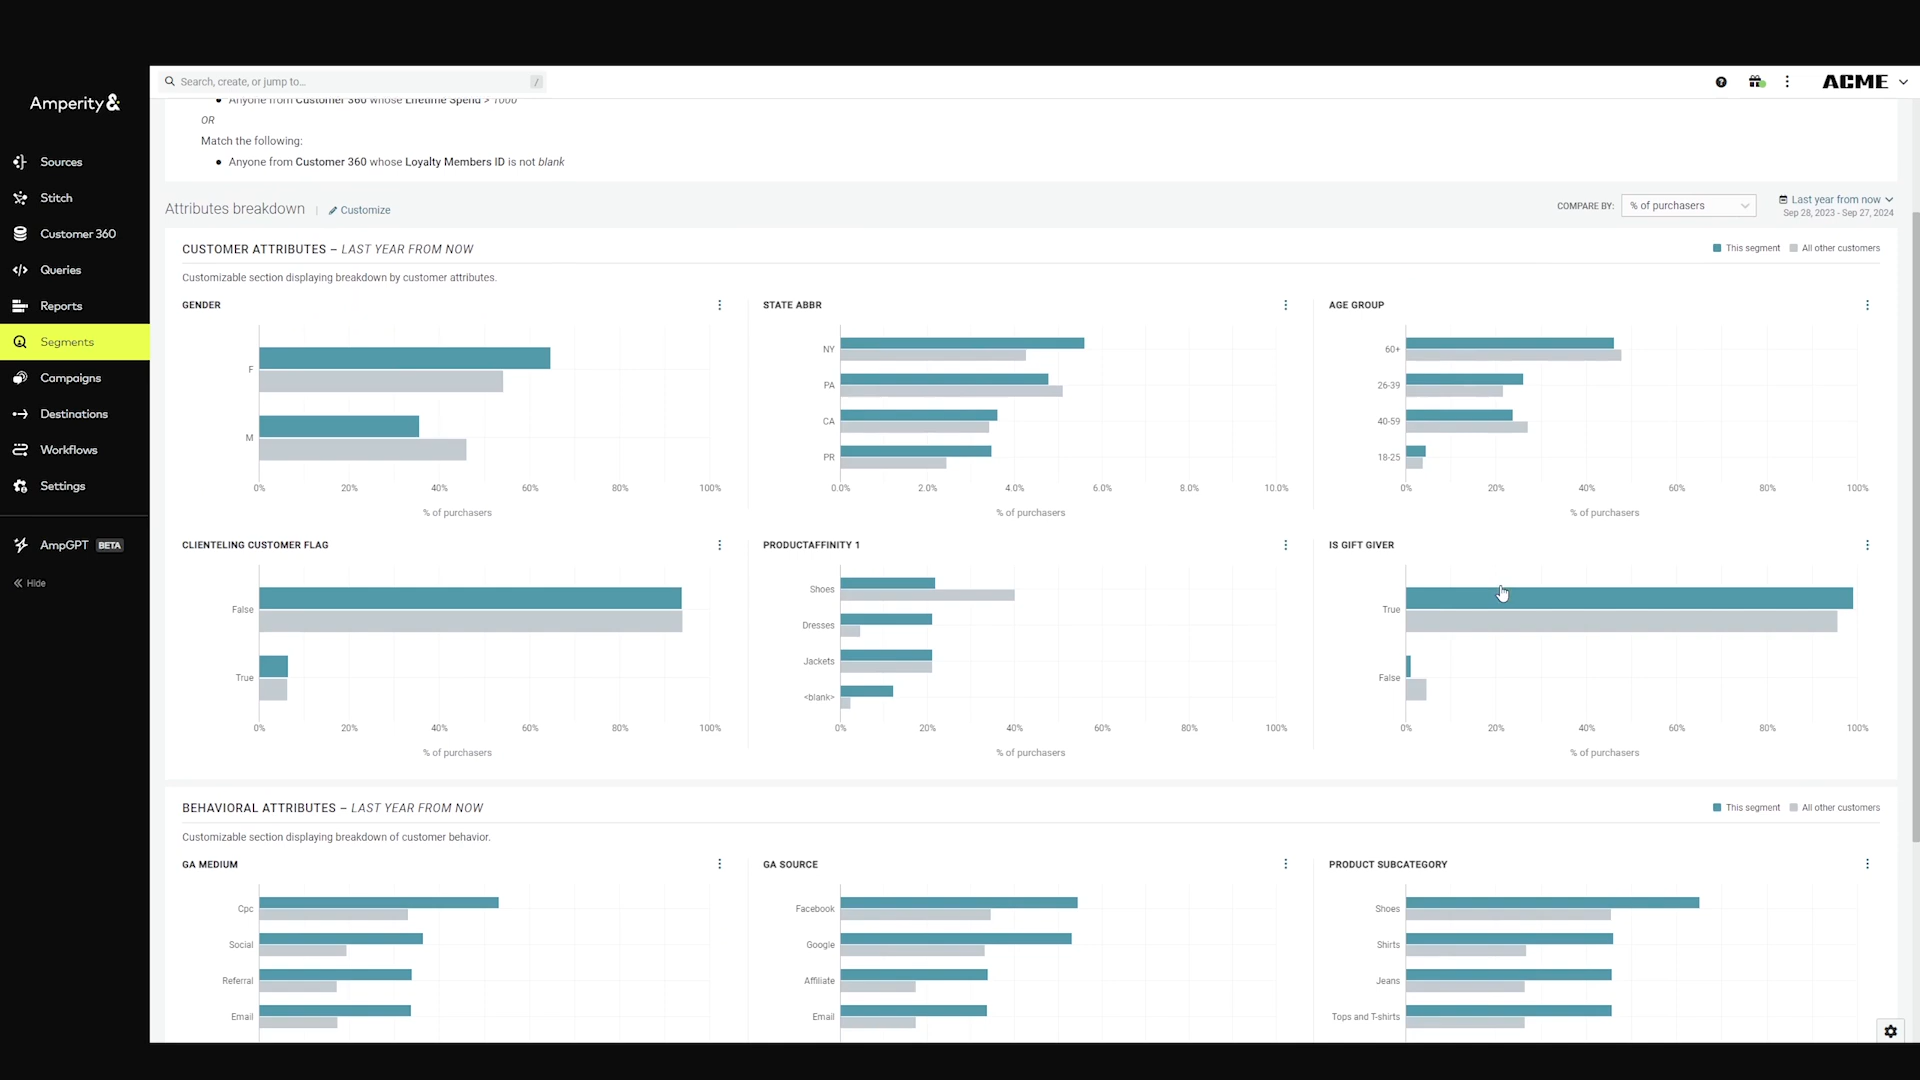 Search, create, or jump to...
/
ACME
Amperity&
Sources
Stitch
Customer 360
Queries
Reports
Segments
Campaigns
Destinations
Workflows
Settings
AmpGPT BETA
Hide
Anyone from Customer 360 whose Lifetime Spend > 1000
OR
Match the following:
Anyone from Customer 360 whose Loyalty Members ID is not blank
Attributes breakdown | Customize
COMPARE BY: % of purchasers
Last year from now
Sep 28, 2023 - Sep 27, 2024
CUSTOMER ATTRIBUTES – LAST YEAR FROM NOW
This segment All other customers
Customizable section displaying breakdown by customer attributes.
GENDER
F
M
0% 20% 40% 60% 80% 100%
% of purchasers
STATE ABBR
NY
PA
CA
PR
0.0% 2.0% 4.0% 6.0% 8.0% 10.0%
% of purchasers
AGE GROUP
60+
26-39
40-59
18-25
0% 20% 40% 60% 80% 100%
% of purchasers
CLIENTELING CUSTOMER FLAG
False
True
0% 20% 40% 60% 80% 100%
% of purchasers
PRODUCTAFFINITY 1
Shoes
Dresses
Jackets
<blank>
0% 20% 40% 60% 80% 100%
% of purchasers
IS GIFT GIVER
True
False
0% 20% 40% 60% 80% 100%
% of purchasers
BEHAVIORAL ATTRIBUTES – LAST YEAR FROM NOW
This segment All other customers
Customizable section displaying breakdown of customer behavior.
GA MEDIUM
Cpc
Social
Referral
Email
GA SOURCE
Facebook
Google
Affiliate
Email
PRODUCT SUBCATEGORY
Shoes
Shirts
Jeans
Tops and T-shirts